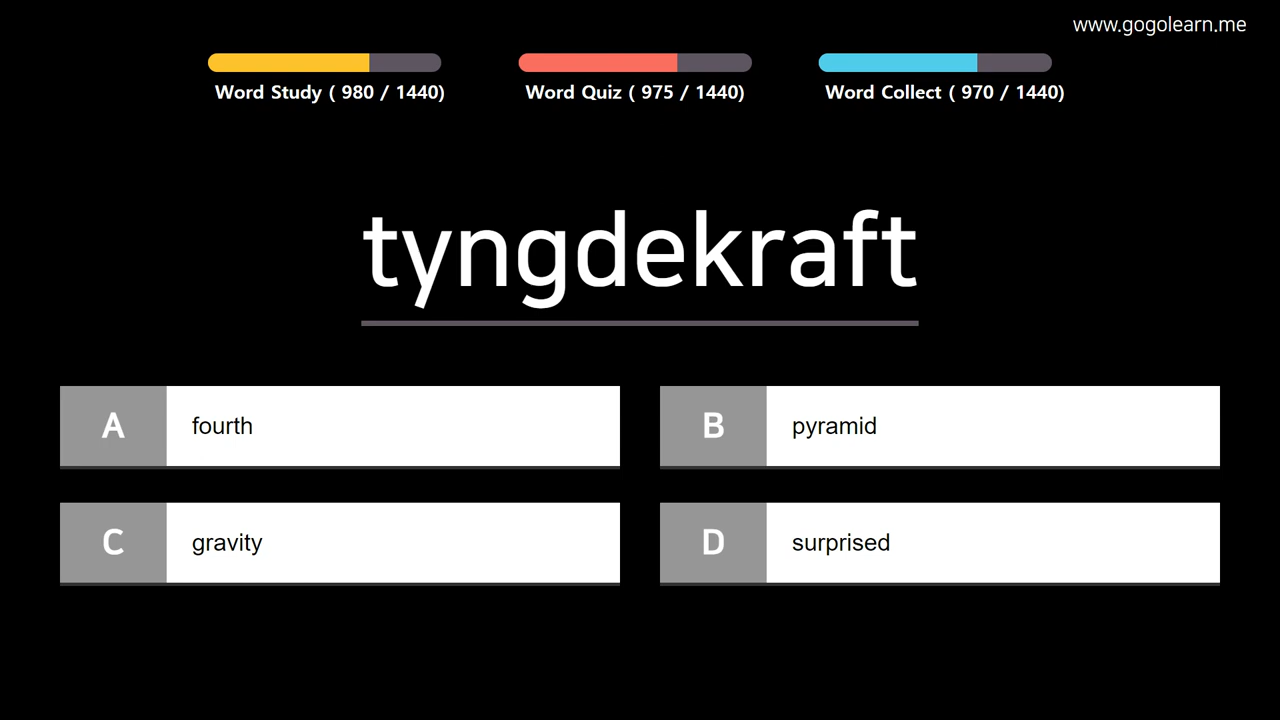 www.gogolearn.me
Word Study ( 980 / 1440)
Word Quiz ( 975 / 1440)
Word Collect ( 970 / 1440)
tyngdekraft
A
fourth
B
pyramid
C
gravity
D
surprised